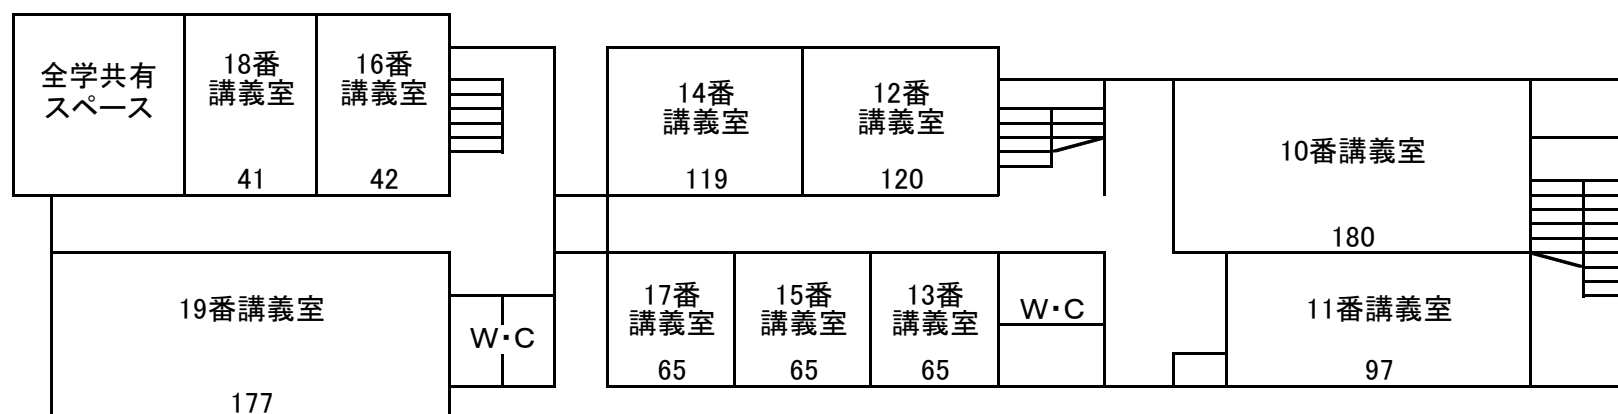 全学共有
スペース
18番
講義室
41
16番
講義室
42
14番
講義室
119
12番
講義室
120
10番講義室
180
19番講義室
177
W・C
17番
講義室
65
15番
講義室
65
13番
講義室
65
W・C
11番講義室
97